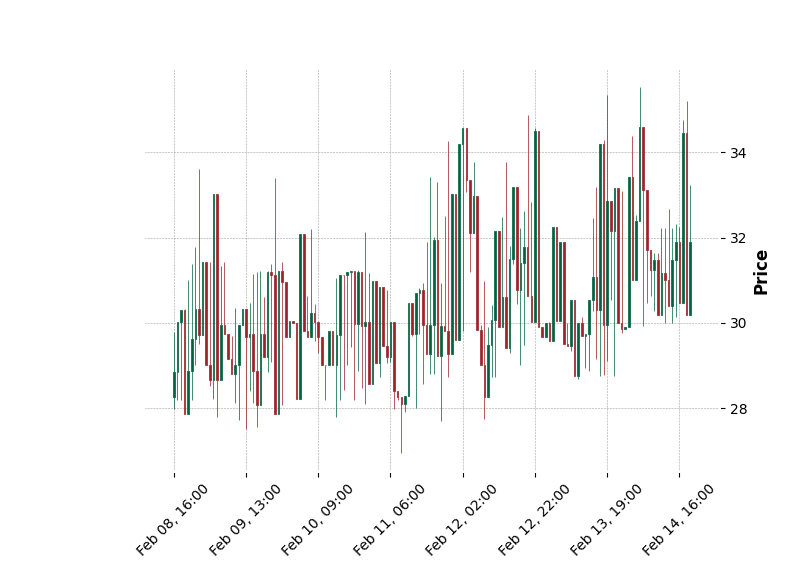 34
32
30
28
Price
Feb 08, 16:00
Feb 09, 13:00
Feb 10, 09:00
Feb 11, 06:00
Feb 12, 02:00
Feb 12, 22:00
Feb 13, 19:00
Feb 14, 16:00